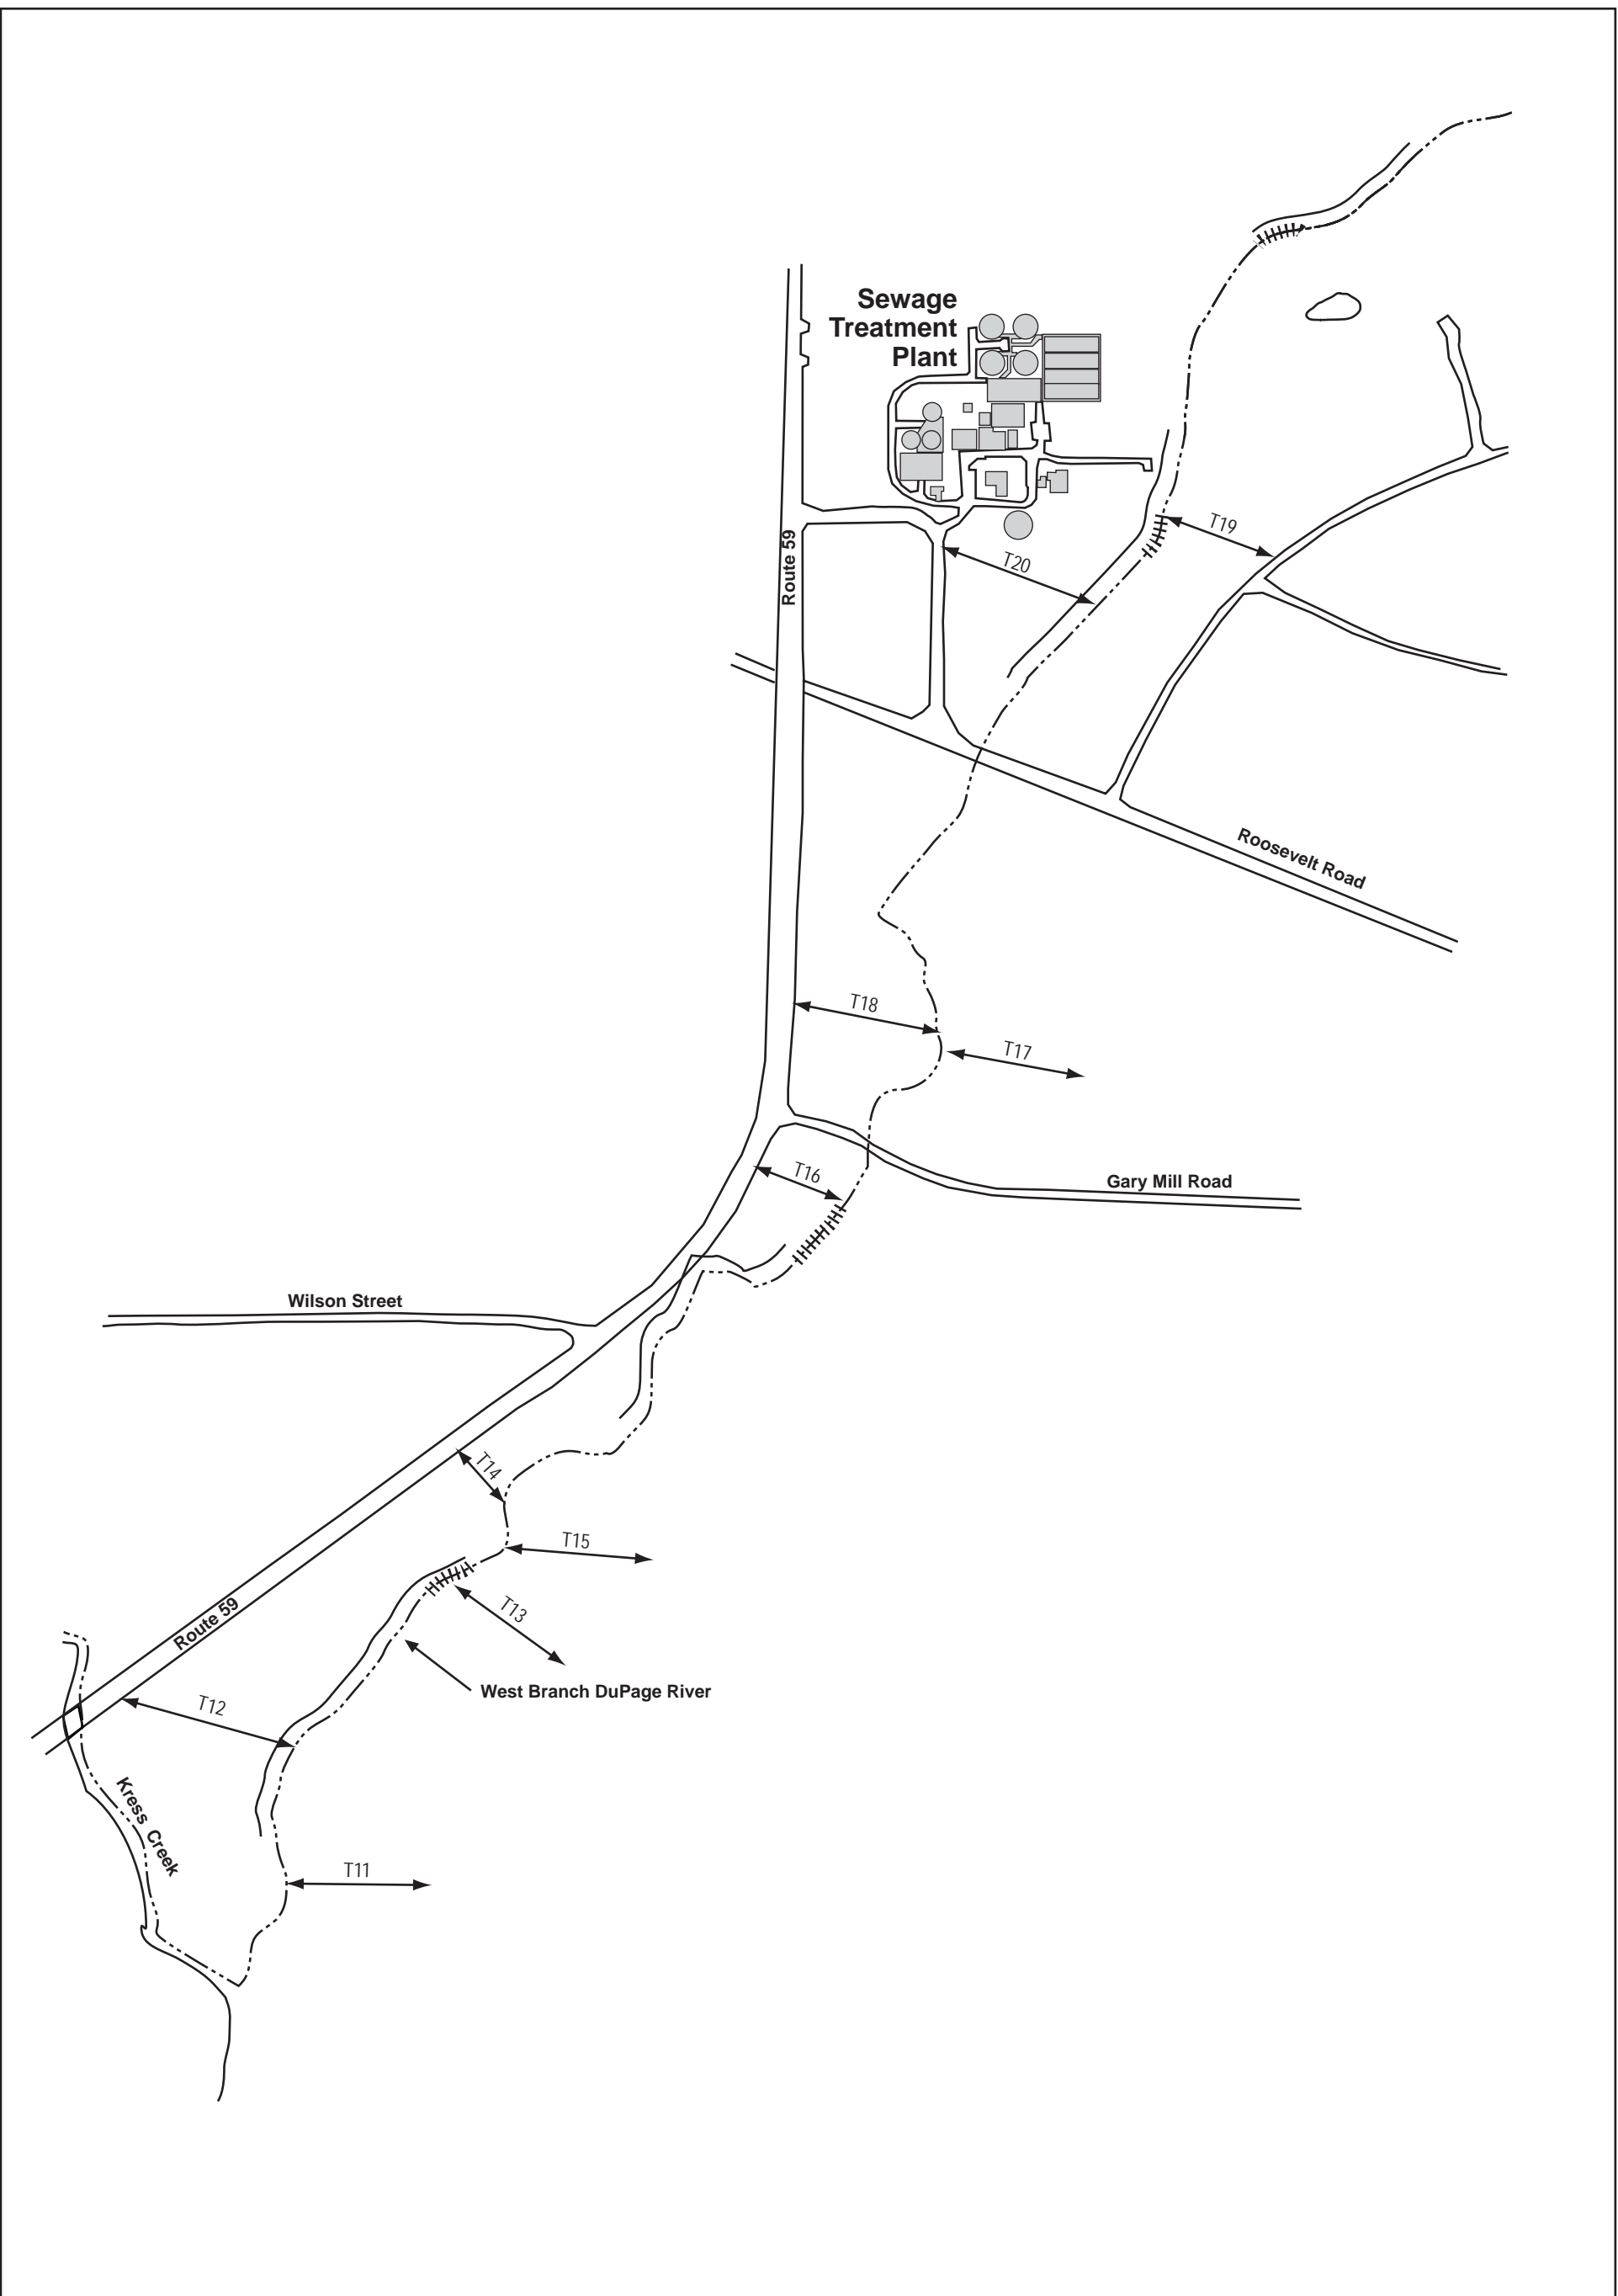 Sewage
Treatment
Plant
T19
T20
Route 59
Roosevelt Road
T18
T17
T16
Gary Mill Road
Wilson Street
T14
T15
T13
Route 59
West Branch DuPage River
T12
Kress Creek
T11